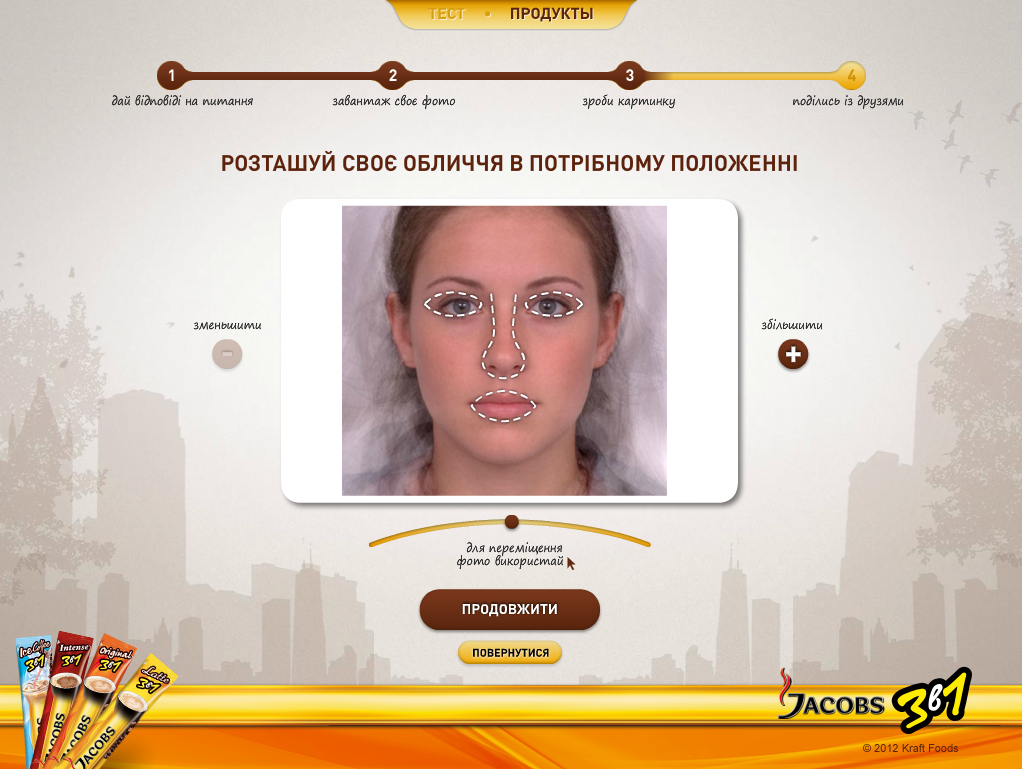 ТЕСТ • ПРОДУКТЫ
1 2 3 4
дай відповіді на питання завантаж своє фото зроби картинку поділись із друзями
РОЗТАШУЙ СВОЄ ОБЛИЧЧЯ В ПОТРІБНОМУ ПОЛОЖЕННІ
зменьшити збільшити
для переміщення
фото використай
ПРОДОВЖИТИ
ПОВЕРНУТИСЯ
Ice Coffee 3в1 Intense 3в1 Original 3в1 Latte 3в1
JACOBS JACOBS JACOBS
JACOBS 3в1
© 2012 Kraft Foods